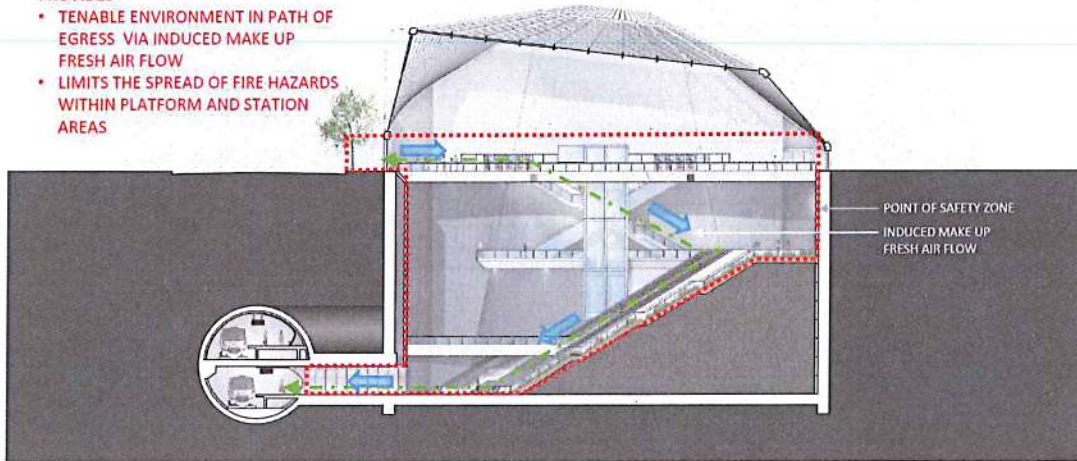 • TENABLE ENVIRONMENT IN PATH OF
EGRESS VIA INDUCED MAKE UP
FRESH AIR FLOW
• LIMITS THE SPREAD OF FIRE HAZARDS
WITHIN PLATFORM AND STATION
AREAS
POINT OF SAFETY ZONE
INDUCED MAKE UP
FRESH AIR FLOW